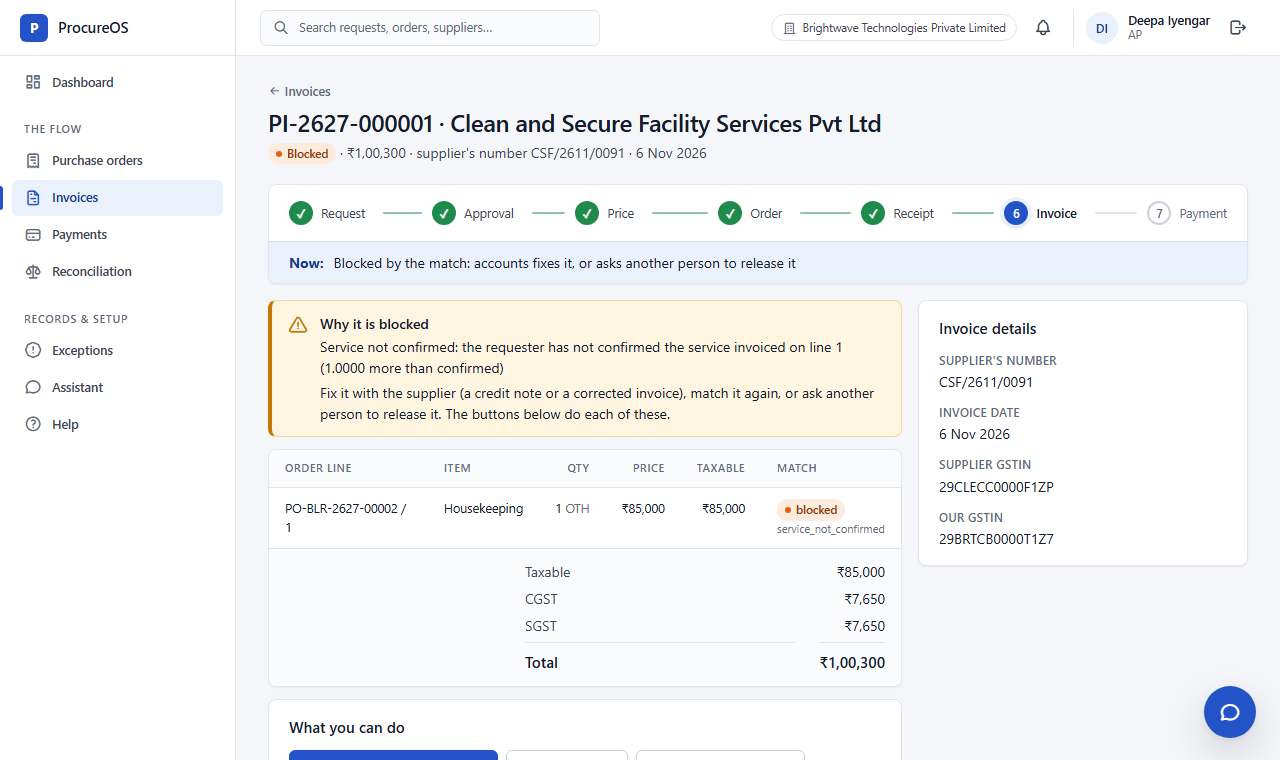 P ProcureOS
Search requests, orders, suppliers...
Brightwave Technologies Private Limited
DI
Deepa Iyengar
AP
Dashboard
THE FLOW
Purchase orders
Invoices
Payments
Reconciliation
RECORDS & SETUP
Exceptions
Assistant
Help
← Invoices
PI-2627-000001 · Clean and Secure Facility Services Pvt Ltd
Blocked · ₹1,00,300 · supplier's number CSF/2611/0091 · 6 Nov 2026
Request Approval Price Order Receipt 6 Invoice 7 Payment
Now: Blocked by the match: accounts fixes it, or asks another person to release it
Why it is blocked
Service not confirmed: the requester has not confirmed the service invoiced on line 1
(1.0000 more than confirmed)
Fix it with the supplier (a credit note or a corrected invoice), match it again, or ask another
person to release it. The buttons below do each of these.
ORDER LINE ITEM QTY PRICE TAXABLE MATCH
PO-BLR-2627-00002 /
1
Housekeeping 1 OTH ₹85,000 ₹85,000 blocked
service_not_confirmed
Taxable ₹85,000
CGST ₹7,650
SGST ₹7,650
Total ₹1,00,300
What you can do
Invoice details
SUPPLIER'S NUMBER
CSF/2611/0091
INVOICE DATE
6 Nov 2026
SUPPLIER GSTIN
29CLECC0000F1ZP
OUR GSTIN
29BRTCB0000T1Z7